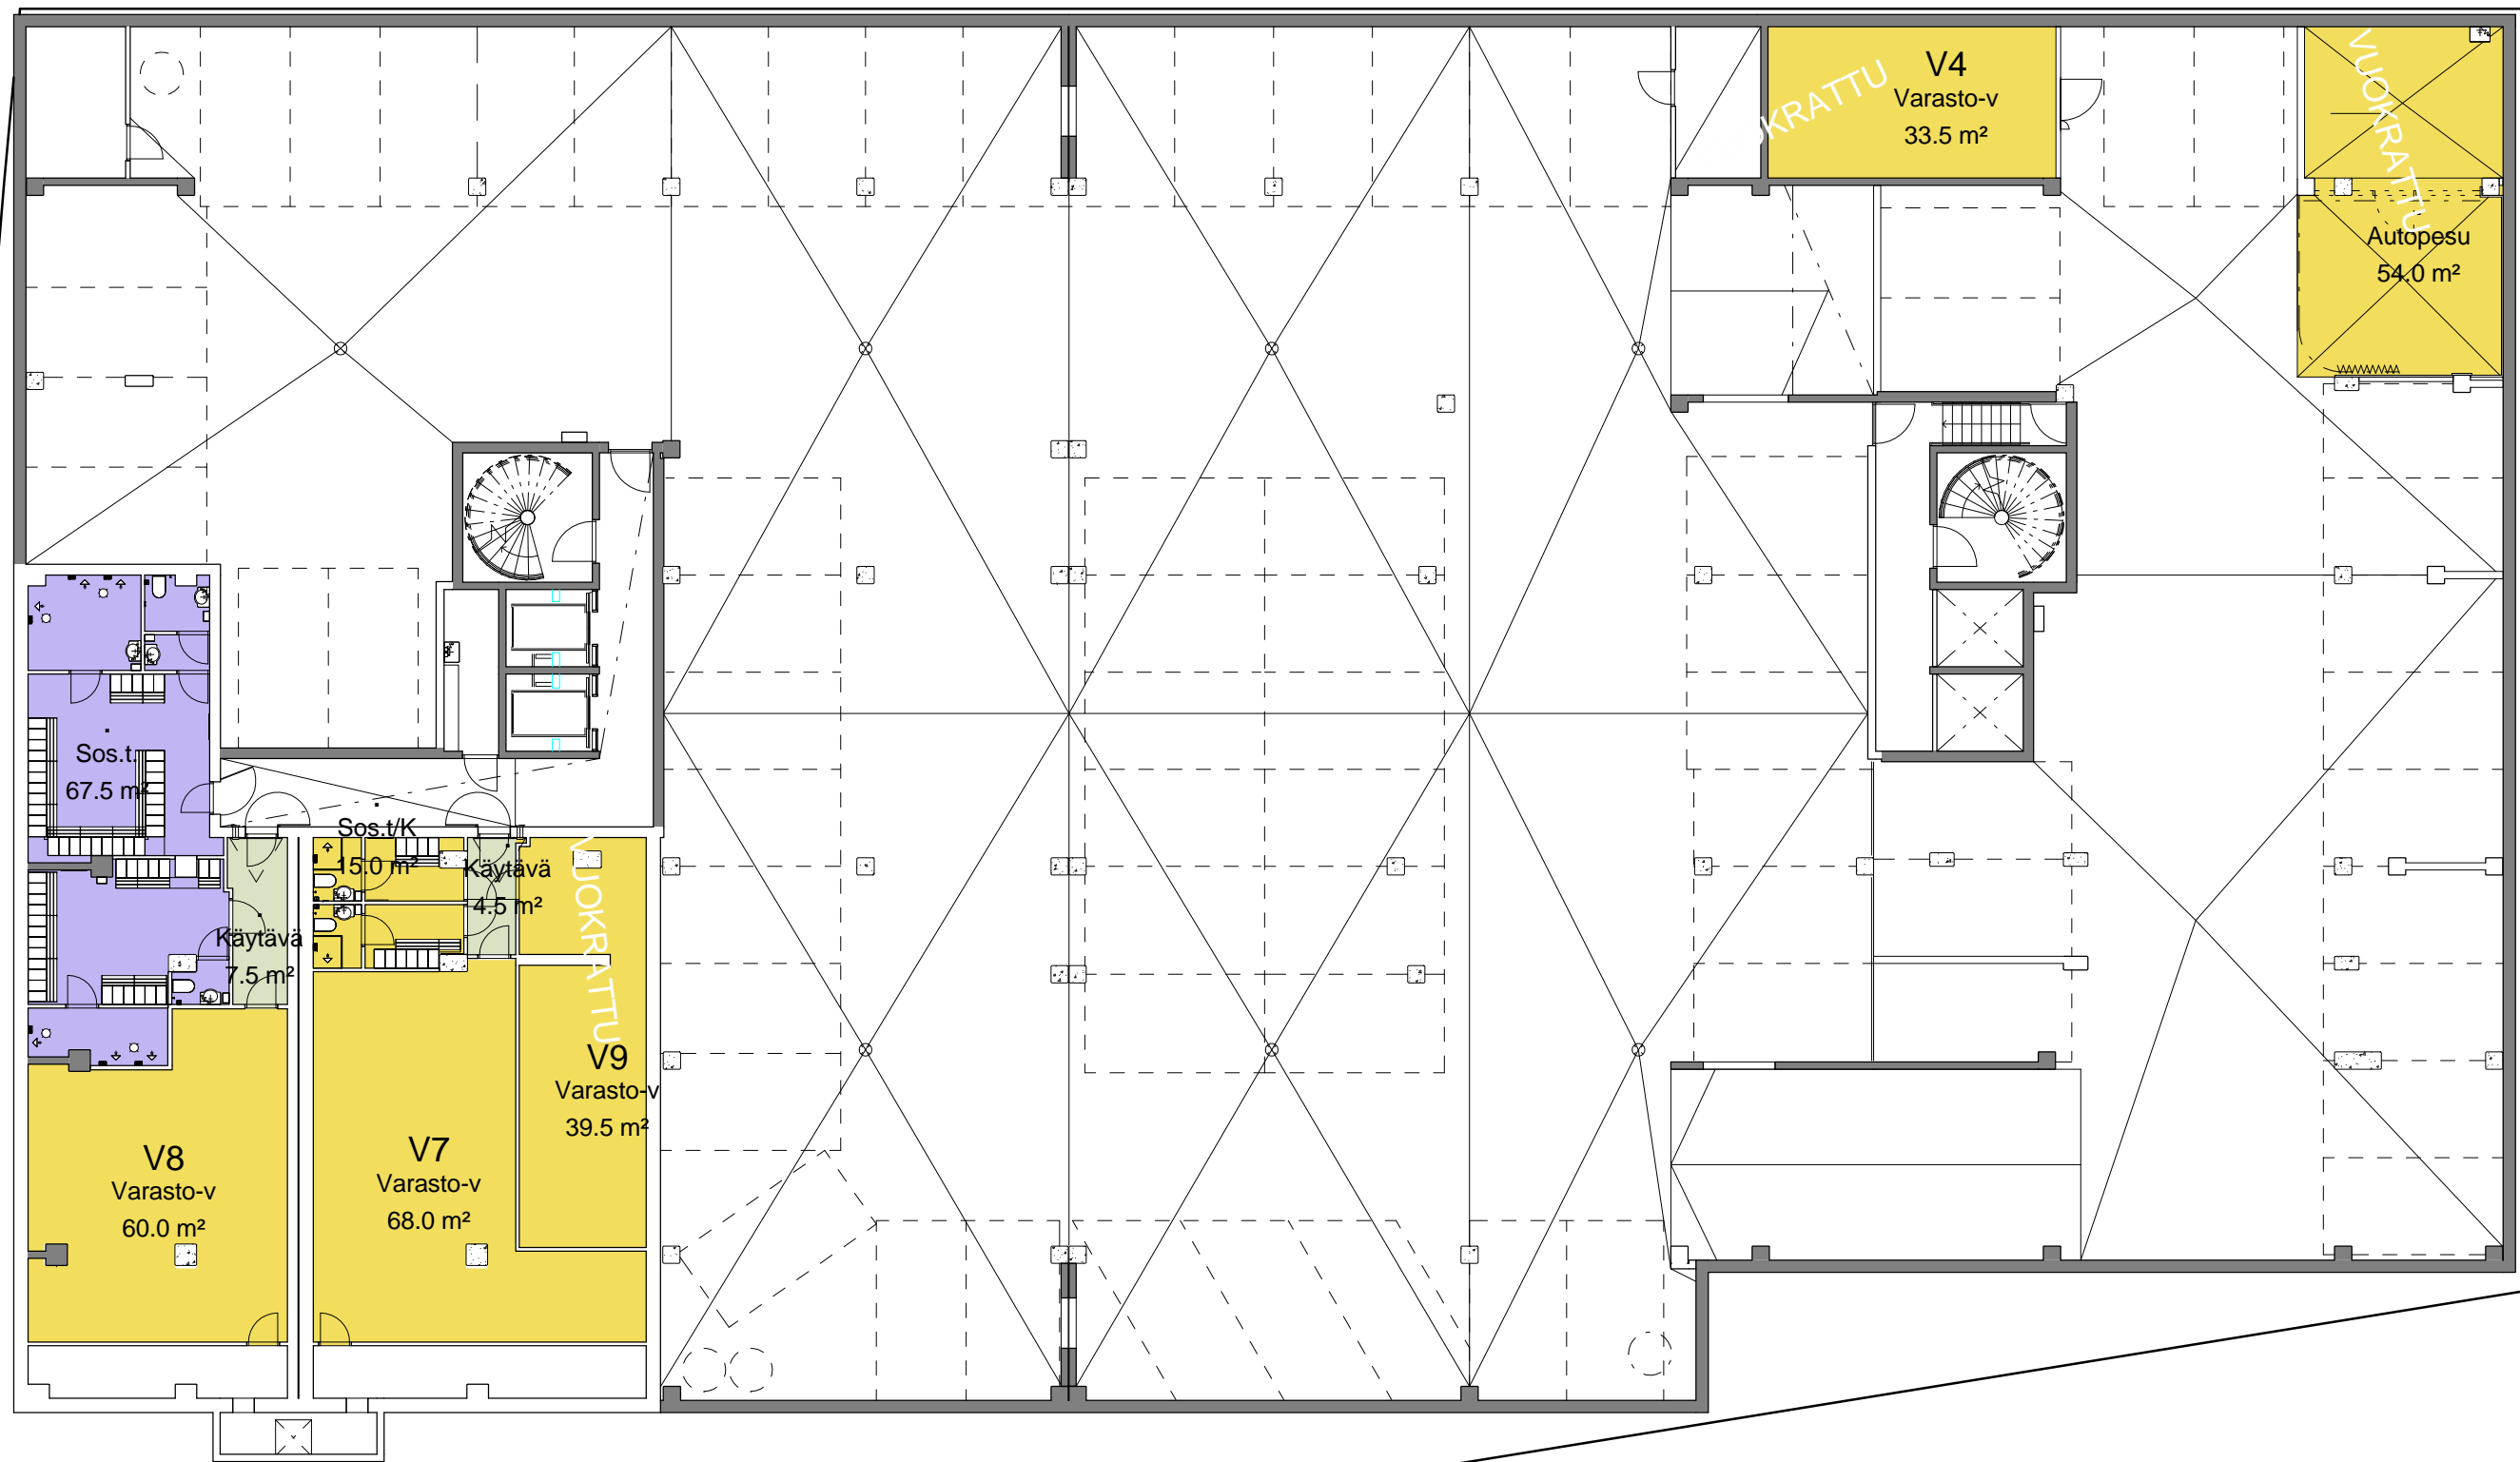 V4
Varasto-v
33.5 m²
VUOKRATTU
Autopesu
54.0 m²
Sos.t.
67.5 m²
Sos.t/K
15.0 m²
Käytävä
4.5 m²
Käytävä
7.5 m²
VUOKRATTU
V9
Varasto-v
39.5 m²
V8
Varasto-v
60.0 m²
V7
Varasto-v
68.0 m²